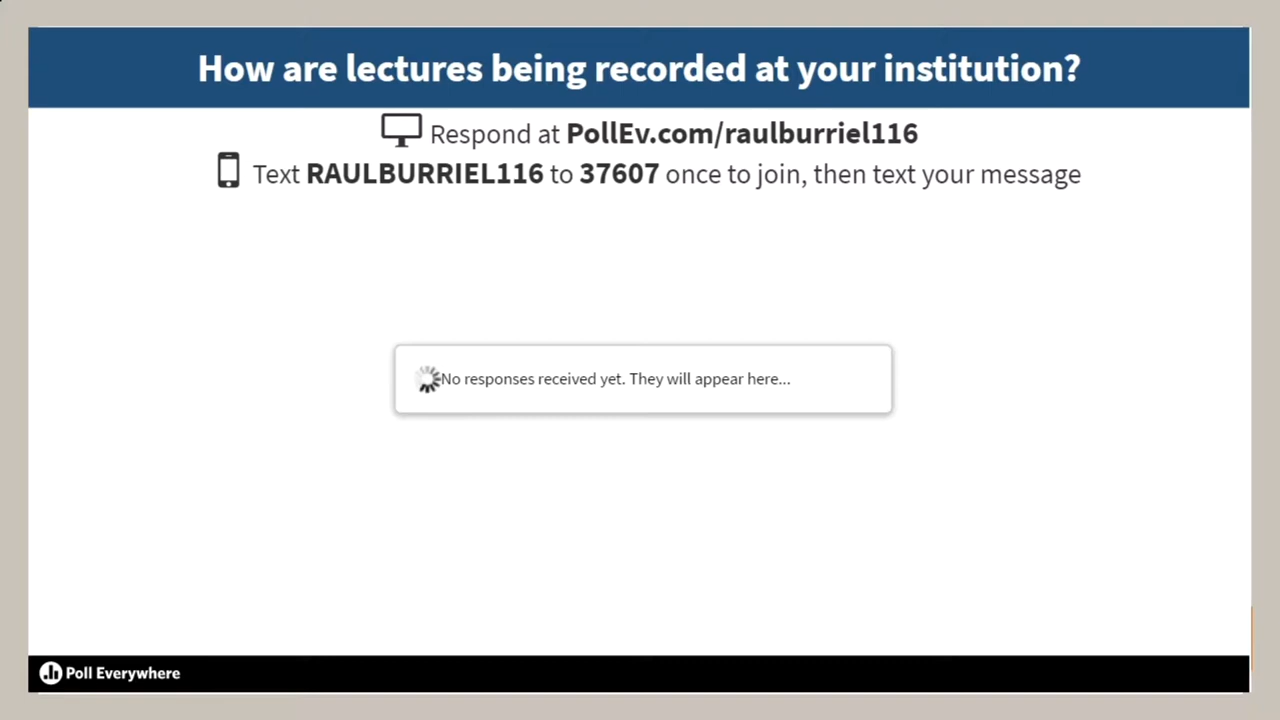 How are lectures being recorded at your institution?
Respond at PollEv.com/raulburriel116
Text RAULBURRIEL116 to 37607 once to join, then text your message
No responses received yet. They will appear here...
Poll Everywhere